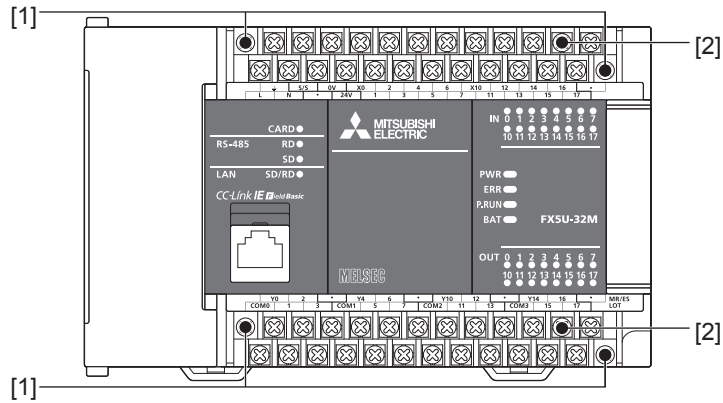 [1]
[2]
S/S 0V X0 2 4 6 X10 12 14 16 •
L N • 24V 1 3 5 7 11 13 15 17
CARD
RS-485 RD
SD
LAN SD/RD
CC-Link IE Field Basic
MITSUBISHI
ELECTRIC
MELSEC
IN 0 1 2 3 4 5 6 7
10 11 12 13 14 15 16 17
PWR
ERR
P.RUN
BAT
FX5U-32M
OUT 0 1 2 3 4 5 6 7
10 11 12 13 14 15 16 17
Y0 2 • Y4 6 • Y10 12 • Y14 16 • MR/ES
COM0 1 3 COM1 5 7 COM2 11 13 COM3 15 17 LOT
[2]
[1]